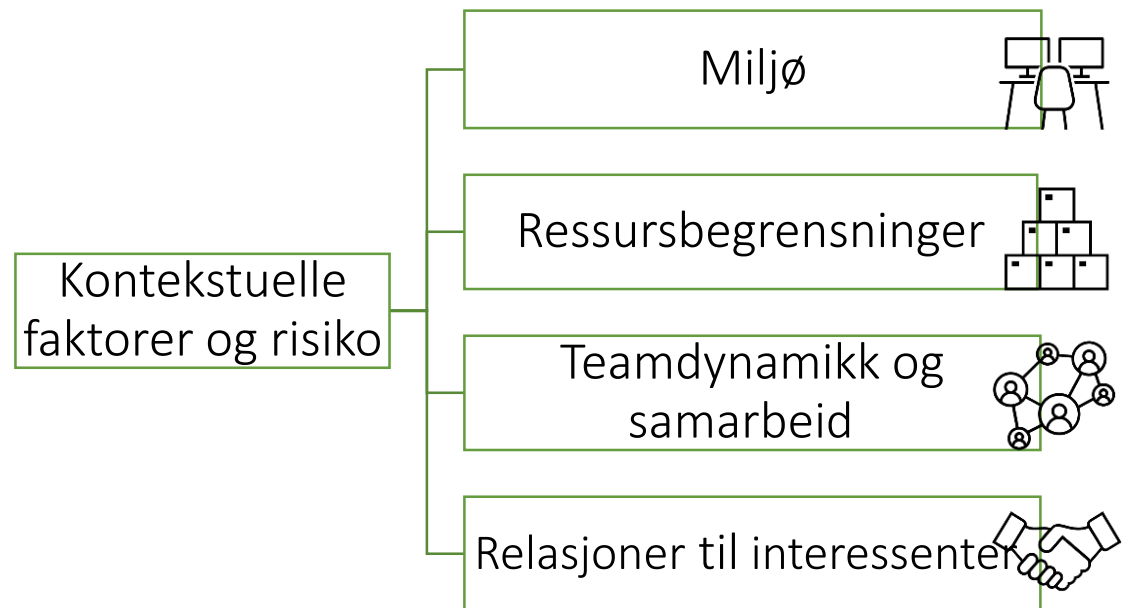 Miljø
Ressursbegrensninger
Kontekstuelle
faktorer og risiko
Teamdynamikk og
samarbeid
Relasjoner til interessenter